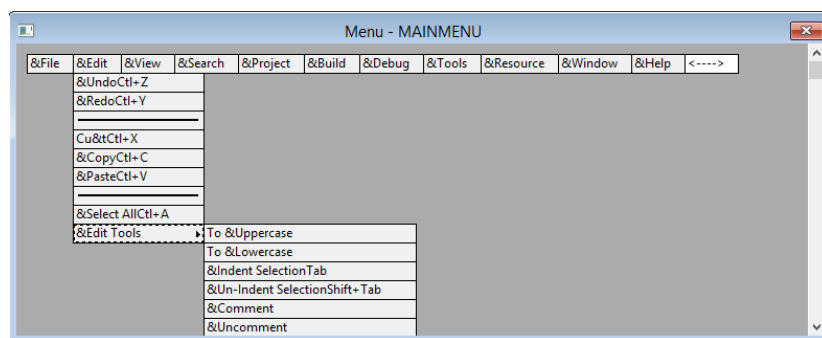 Menu - MAINMENU
&File &Edit &View &Search &Project &Build &Debug &Tools &Resource &Window &Help <---->
&UndoCtl+Z
&RedoCtl+Y
Cu&tCtl+X
&CopyCtl+C
&PasteCtl+V
&Select AllCtl+A
&Edit Tools To &Uppercase
To &Lowercase
&Indent SelectionTab
&Un-Indent SelectionShift+Tab
&Comment
&Uncomment